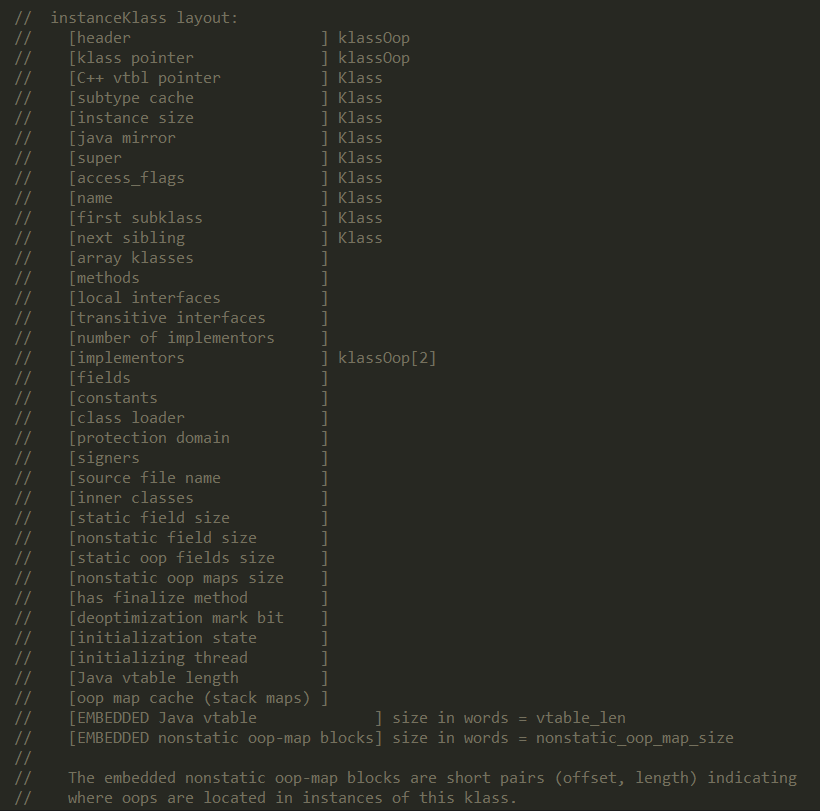 //  instanceKlass layout:
//    [header                     ] klassOop
//    [klass pointer              ] klassOop
//    [C++ vtbl pointer           ] Klass
//    [subtype cache              ] Klass
//    [instance size              ] Klass
//    [java mirror                ] Klass
//    [super                      ] Klass
//    [access_flags               ] Klass
//    [name                       ] Klass
//    [first subklass             ] Klass
//    [next sibling               ] Klass
//    [array klasses              ]
//    [methods                    ]
//    [local interfaces           ]
//    [transitive interfaces      ]
//    [number of implementors     ]
//    [implementors               ] klassOop[2]
//    [fields                     ]
//    [constants                  ]
//    [class loader               ]
//    [protection domain          ]
//    [signers                    ]
//    [source file name           ]
//    [inner classes              ]
//    [static field size          ]
//    [nonstatic field size       ]
//    [static oop fields size     ]
//    [nonstatic oop maps size    ]
//    [has finalize method        ]
//    [deoptimization mark bit    ]
//    [initialization state       ]
//    [initializing thread        ]
//    [Java vtable length         ]
//    [oop map cache (stack maps) ]
//    [EMBEDDED Java vtable             ] size in words = vtable_len
//    [EMBEDDED nonstatic oop-map blocks] size in words = nonstatic_oop_map_size
//
//    The embedded nonstatic oop-map blocks are short pairs (offset, length) indicating
//    where oops are located in instances of this klass.